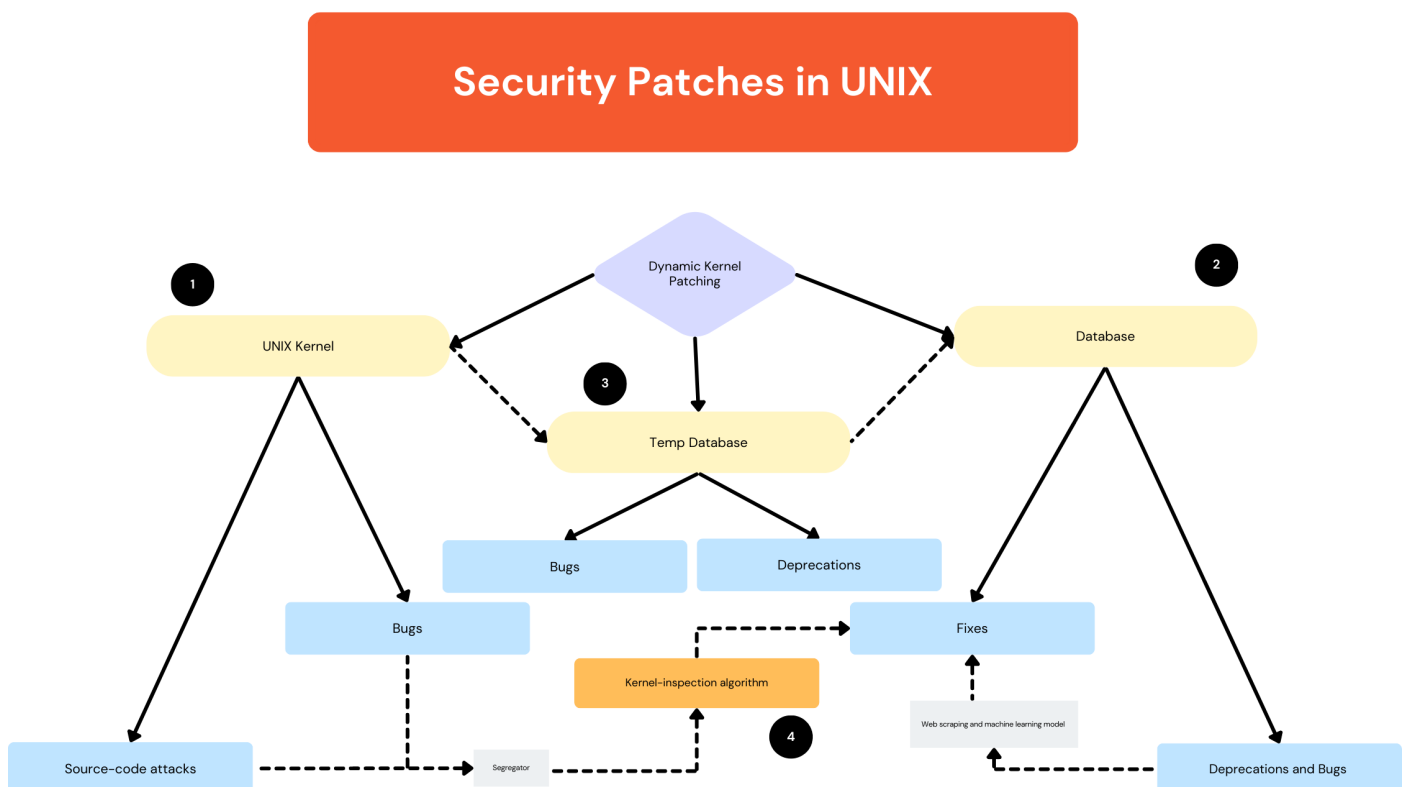 Security Patches in UNIX
2
Dynamic Kernel
Patching
1
Database
UNIX Kernel
3
Temp Database
Bugs
Deprecations
Bugs
Fixes
Kernel-inspection algorithm
Web scraping and machine learning model
4
Source-code attacks
Segregator
Deprecations and Bugs